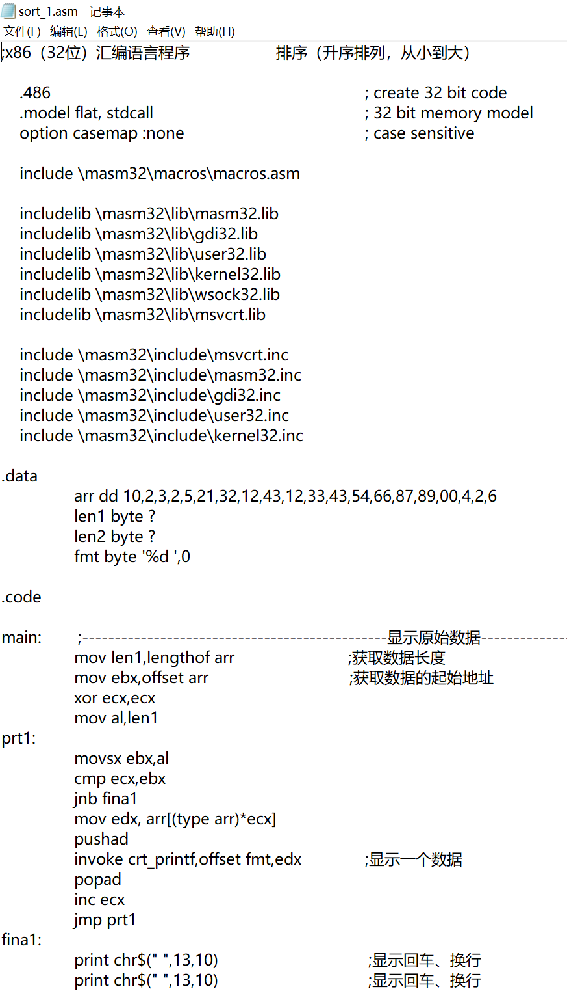 sort_1.asm - 记事本
文件(F) 编辑(E) 格式(O) 查看(V) 帮助(H)
;x86（32位）汇编语言程序 排序（升序排列，从小到大）
.486 ; create 32 bit code
.model flat, stdcall ; 32 bit memory model
option casemap :none ; case sensitive
include \masm32\macros\macros.asm
includelib \masm32\lib\masm32.lib
includelib \masm32\lib\gdi32.lib
includelib \masm32\lib\user32.lib
includelib \masm32\lib\kernel32.lib
includelib \masm32\lib\wsock32.lib
includelib \masm32\lib\msvcrt.lib
include \masm32\include\msvcrt.inc
include \masm32\include\masm32.inc
include \masm32\include\gdi32.inc
include \masm32\include\user32.inc
include \masm32\include\kernel32.inc
.data
arr dd 10,2,3,2,5,21,32,12,43,12,33,43,54,66,87,89,00,4,2,6
len1 byte ?
len2 byte ?
fmt byte '%d ',0
.code
main: ;-----------------------------------------------显示原始数据-------------
mov len1,lengthof arr ;获取数据长度
mov ebx,offset arr ;获取数据的起始地址
xor ecx,ecx
mov al,len1
prt1:
movsx ebx,al
cmp ecx,ebx
jnb fina1
mov edx, arr[(type arr)*ecx]
pushad
invoke crt_printf,offset fmt,edx ;显示一个数据
popad
inc ecx
jmp prt1
fina1:
print chr$(" ",13,10) ;显示回车、换行
print chr$(" ",13,10) ;显示回车、换行